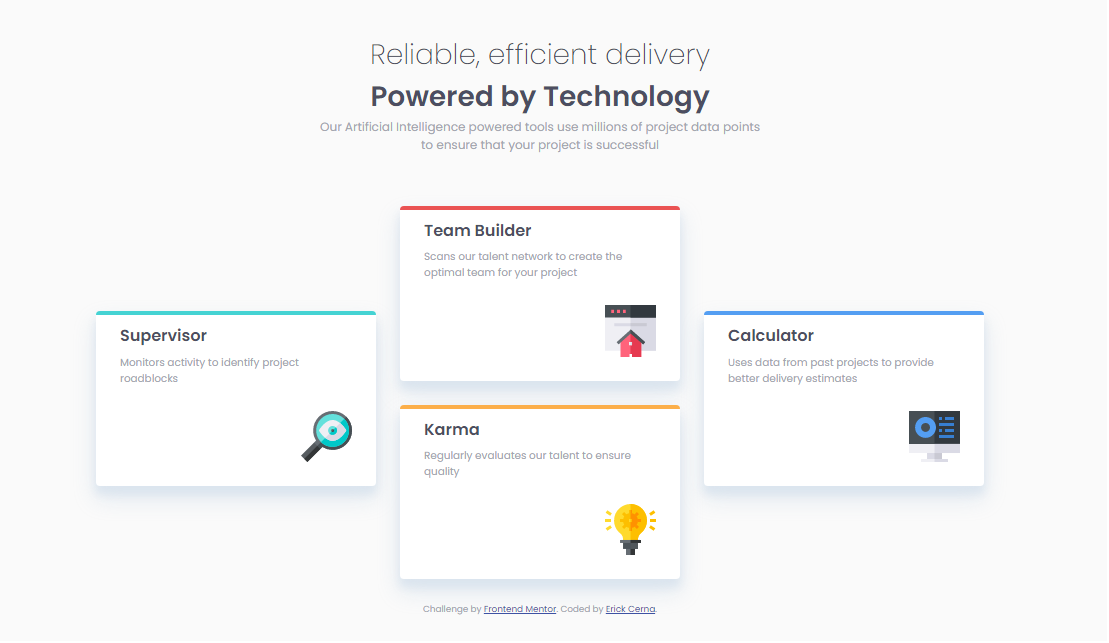 Reliable, efficient delivery
Powered by Technology
Our Artificial Intelligence powered tools use millions of project data points
to ensure that your project is successful
Supervisor
Monitors activity to identify project
roadblocks
Team Builder
Scans our talent network to create the
optimal team for your project
Karma
Regularly evaluates our talent to ensure
quality
Calculator
Uses data from past projects to provide
better delivery estimates
Challenge by Frontend Mentor. Coded by Erick Cerna.